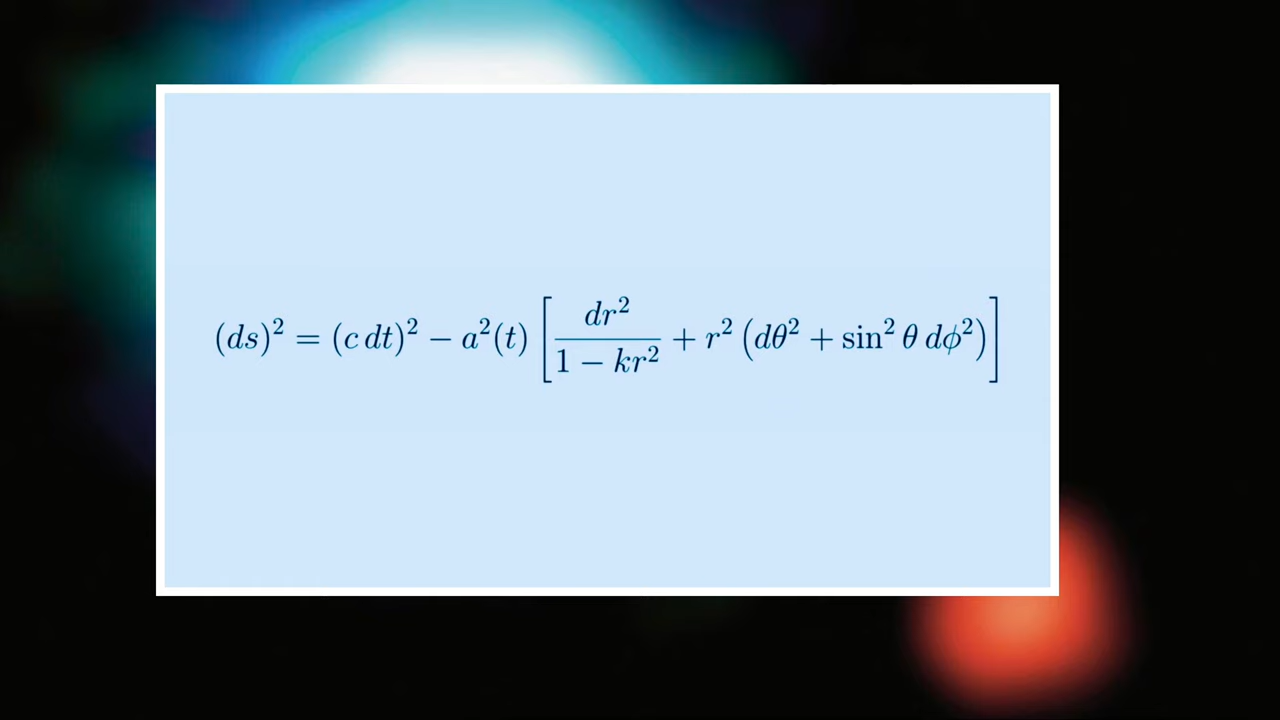 $(ds)^2 = (c\,dt)^2 - a^2(t) \left[ \frac{dr^2}{1 - kr^2} + r^2 \left( d\theta^2 + \sin^2\theta\, d\phi^2 \right) \right]$